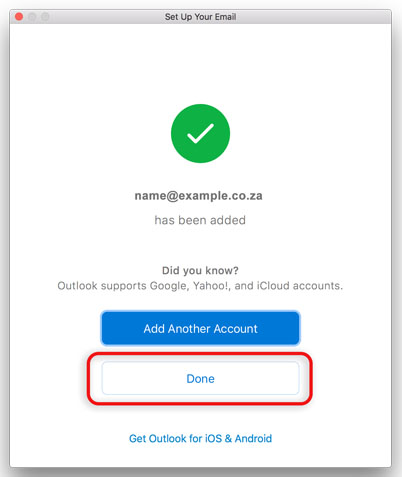 Set Up Your Email
name@example.co.za
has been added
Did you know?
Outlook supports Google, Yahoo!, and iCloud accounts.
Add Another Account
Done
Get Outlook for iOS & Android